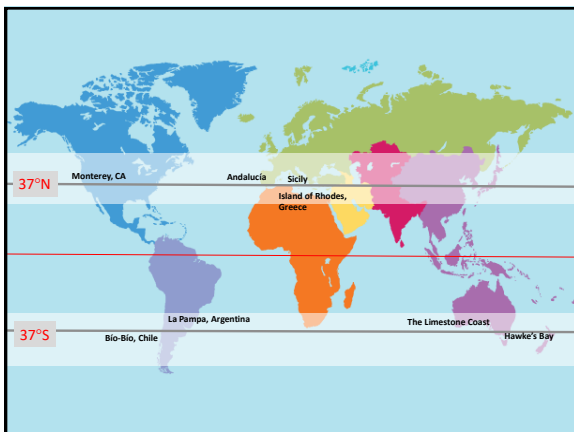 Monterey, CA
Andalucía
Sicily
37°N
Island of Rhodes,
Greece
La Pampa, Argentina
The Limestone Coast
37°S
Bío-Bío, Chile
Hawke's Bay